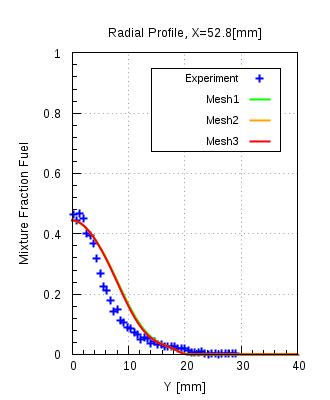 Radial Profile, X=52.8[mm]
1
0.8
0.6
0.4
0.2
0
Mixture Fraction Fuel
Experiment
Mesh1
Mesh2
Mesh3
0 10 20 30 40
Y [mm]